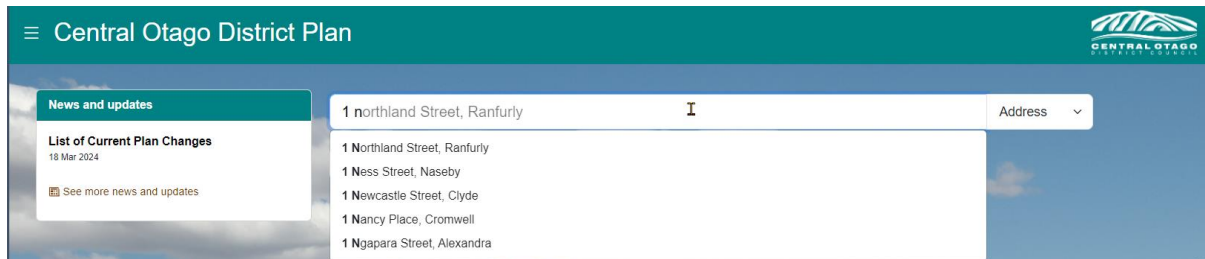 Central Otago District Plan
CENTRAL OTAGO
DISTRICT COUNCIL
News and updates
List of Current Plan Changes
18 Mar 2024
See more news and updates
1 northland Street, Ranfurly
Address
1 Northland Street, Ranfurly
1 Ness Street, Naseby
1 Newcastle Street, Clyde
1 Nancy Place, Cromwell
1 Ngapara Street, Alexandra